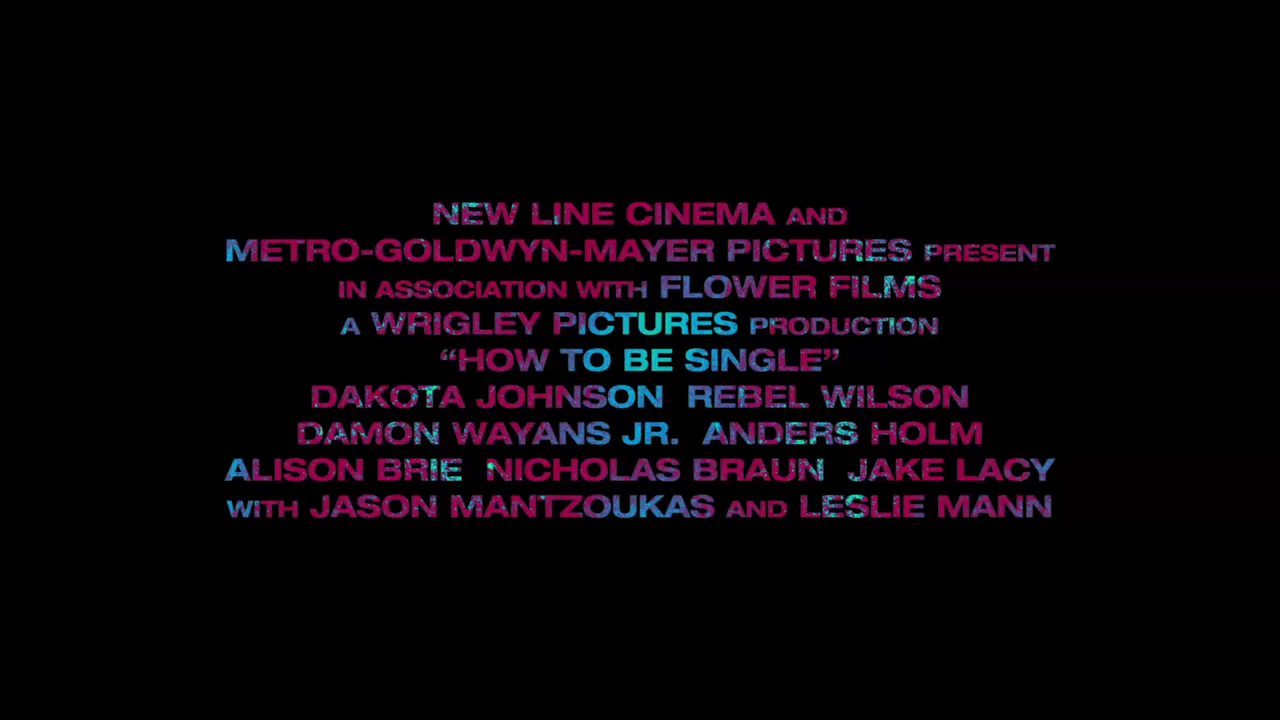 NEW LINE CINEMA AND
METRO-GOLDWYN-MAYER PICTURES PRESENT
IN ASSOCIATION WITH FLOWER FILMS
A WRIGLEY PICTURES PRODUCTION
“HOW TO BE SINGLE”
DAKOTA JOHNSON REBEL WILSON
DAMON WAYANS JR. ANDERS HOLM
ALISON BRIE NICHOLAS BRAUN JAKE LACY
WITH JASON MANTZOUKAS AND LESLIE MANN